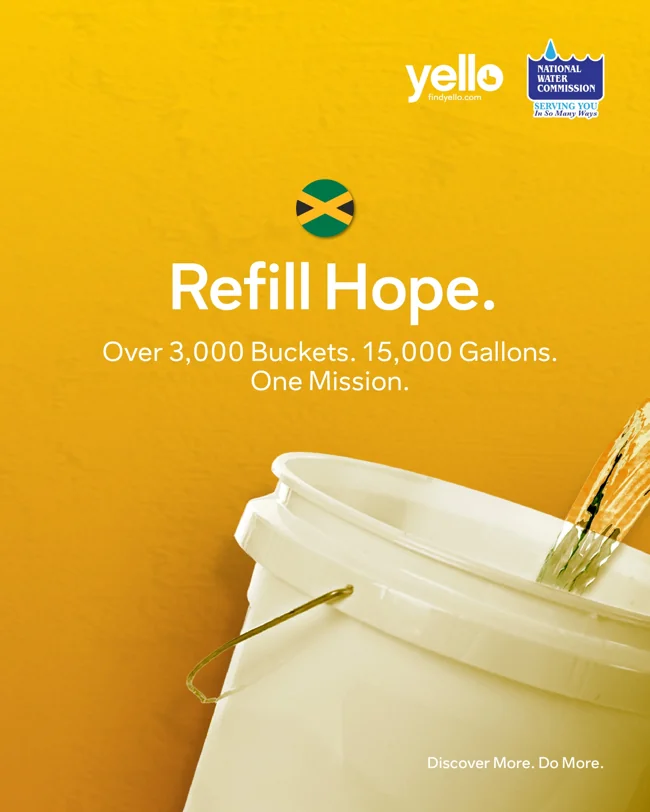 yello
findyello.com
NATIONAL
WATER
COMMISSION
SERVING YOU
In So Many Ways
Refill Hope.
Over 3,000 Buckets. 15,000 Gallons.
One Mission.
Discover More. Do More.